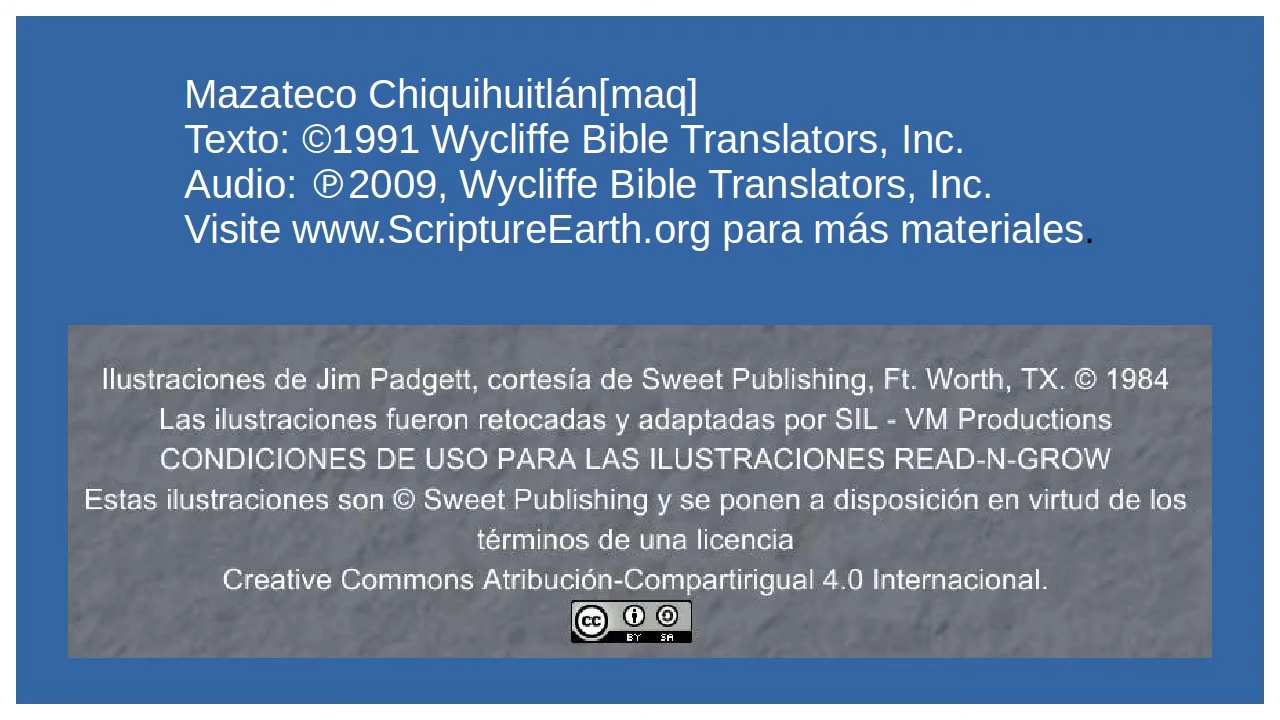 Mazateco Chiquihuitlán[maq]
Texto: ©1991 Wycliffe Bible Translators, Inc.
Audio: ℗2009, Wycliffe Bible Translators, Inc.
Visite www.ScriptureEarth.org para más materiales.
Ilustraciones de Jim Padgett, cortesía de Sweet Publishing, Ft. Worth, TX. © 1984
Las ilustraciones fueron retocadas y adaptadas por SIL - VM Productions
CONDICIONES DE USO PARA LAS ILUSTRACIONES READ-N-GROW
Estas ilustraciones son © Sweet Publishing y se ponen a disposición en virtud de los
términos de una licencia
Creative Commons Atribución-Compartirigual 4.0 Internacional.
cc BY SA